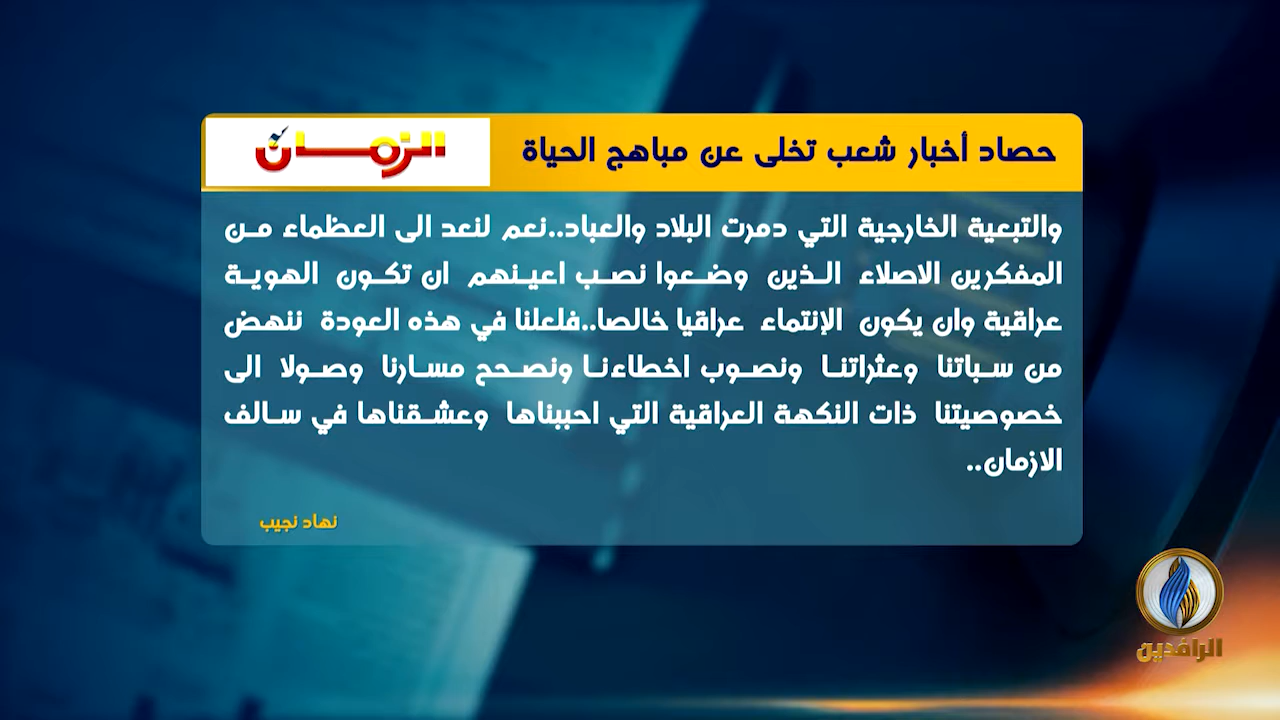 حصاد أخبار شعب تخلى عن مباهج الحياة
الزمان
والتبعية الخارجية التي دمرت البلاد والعباد..نعم لنعد الى العظماء من
المفكرين الاصلاء الذين وضعوا نصب اعينهم ان تكون الهوية
عراقية وان يكون الإنتماء عراقيا خالصا..فلعلنا في هذه العودة ننهض
من سباتنا وعثراتنا ونصوب اخطاءنا ونصحح مسارنا وصولا الى
خصوصيتنا ذات النكهة العراقية التي احببناها وعشقناها في سالف
الازمان..
نهاد نجيب
الرافدين